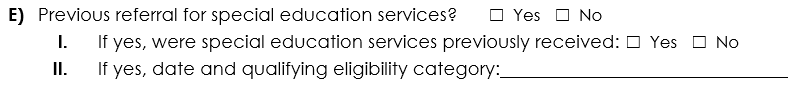 E) Previous referral for special education services? ☐ Yes ☐ No
I. If yes, were special education services previously received: ☐ Yes ☐ No
II. If yes, date and qualifying eligibility category:____________________